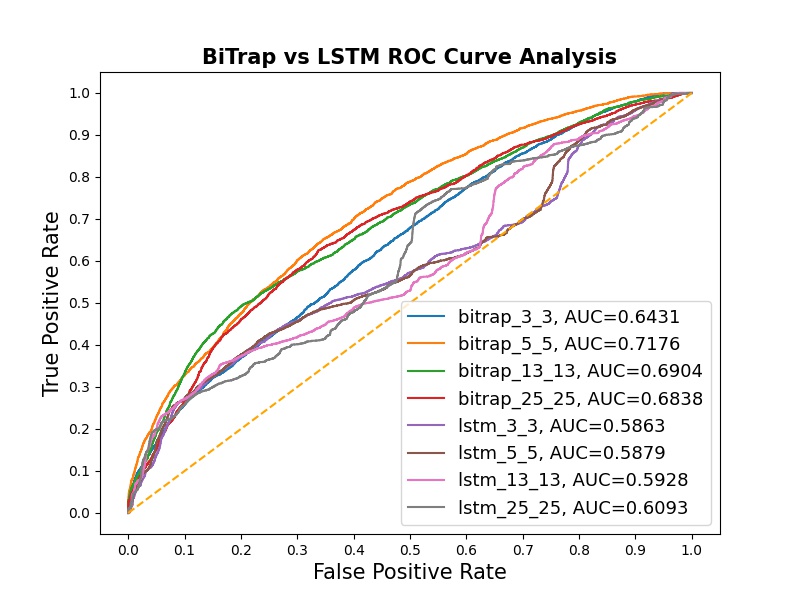 BiTrap vs LSTM ROC Curve Analysis
True Positive Rate
1.0
0.9
0.8
0.7
0.6
0.5
0.4
0.3
0.2
0.1
0.0
bitrap_3_3, AUC=0.6431
bitrap_5_5, AUC=0.7176
bitrap_13_13, AUC=0.6904
bitrap_25_25, AUC=0.6838
lstm_3_3, AUC=0.5863
lstm_5_5, AUC=0.5879
lstm_13_13, AUC=0.5928
lstm_25_25, AUC=0.6093
0.0 0.1 0.2 0.3 0.4 0.5 0.6 0.7 0.8 0.9 1.0
False Positive Rate